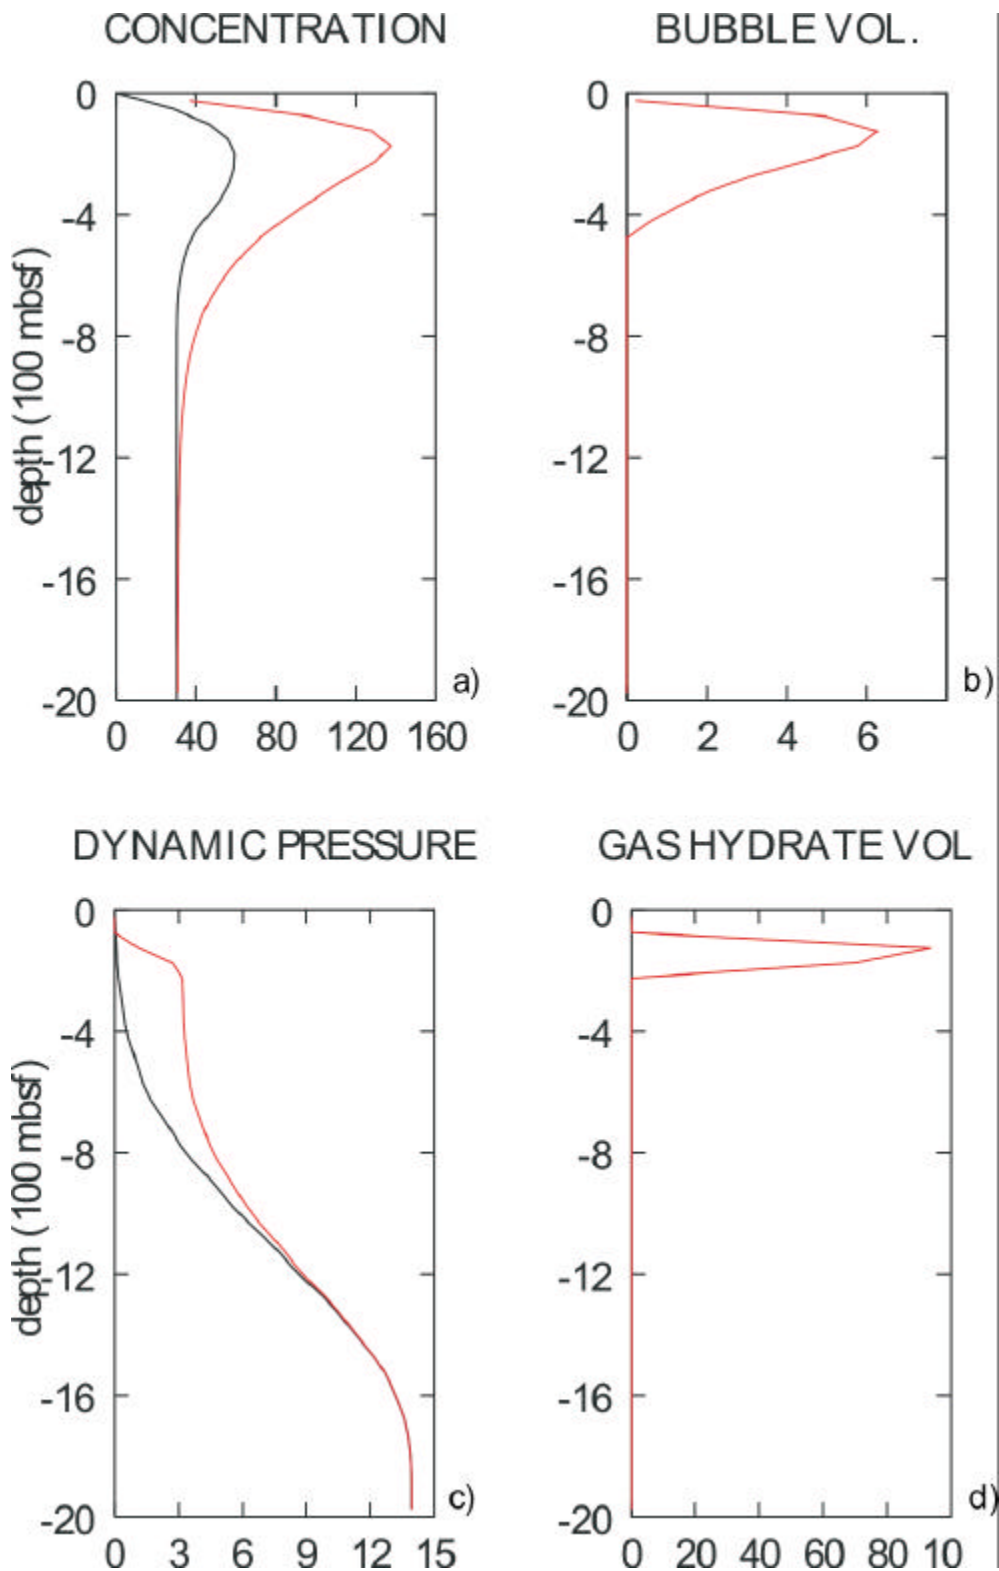 CONCENTRATION
BUBBLE VOL.
0
-4
-8
-12
-16
-20
depth (100 mbsf)
0 40 80 120 160
a)
0
-4
-8
-12
-16
-20
0 2 4 6
b)
DYNAMIC PRESSURE
GAS HYDRATE VOL
0
-4
-8
-12
-16
-20
depth (100 mbsf)
0 3 6 9 12 15
c)
0
-4
-8
-12
-16
-20
0 20 40 60 80 10
d)